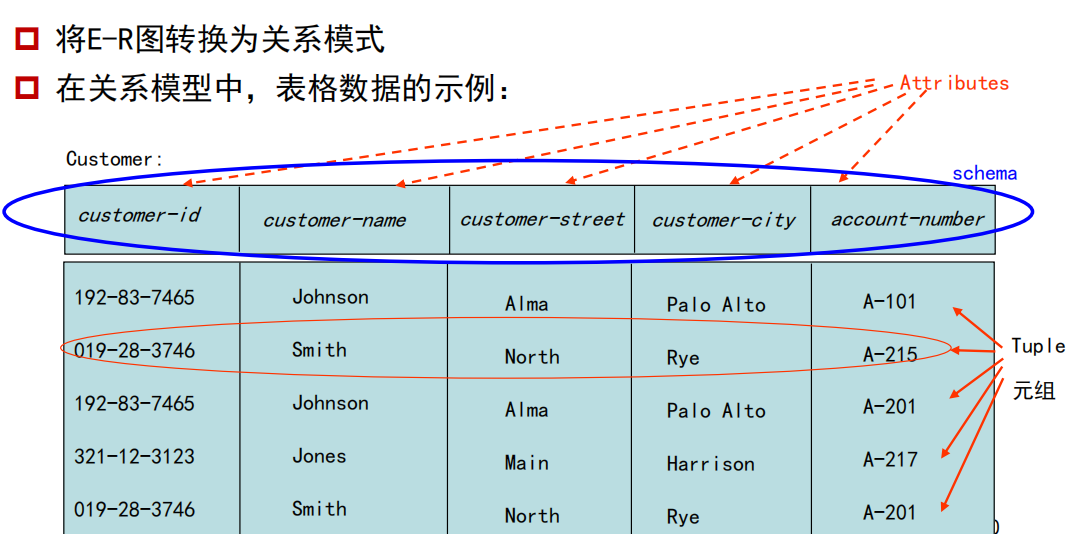 将E-R图转换为关系模式
在关系模型中，表格数据的示例：
Attributes
Customer:
schema
customer-id customer-name customer-street customer-city account-number
192-83-7465 Johnson Alma Palo Alto A-101
019-28-3746 Smith North Rye A-215
Tuple
元组
192-83-7465 Johnson Alma Palo Alto A-201
321-12-3123 Jones Main Harrison A-217
019-28-3746 Smith North Rye A-201